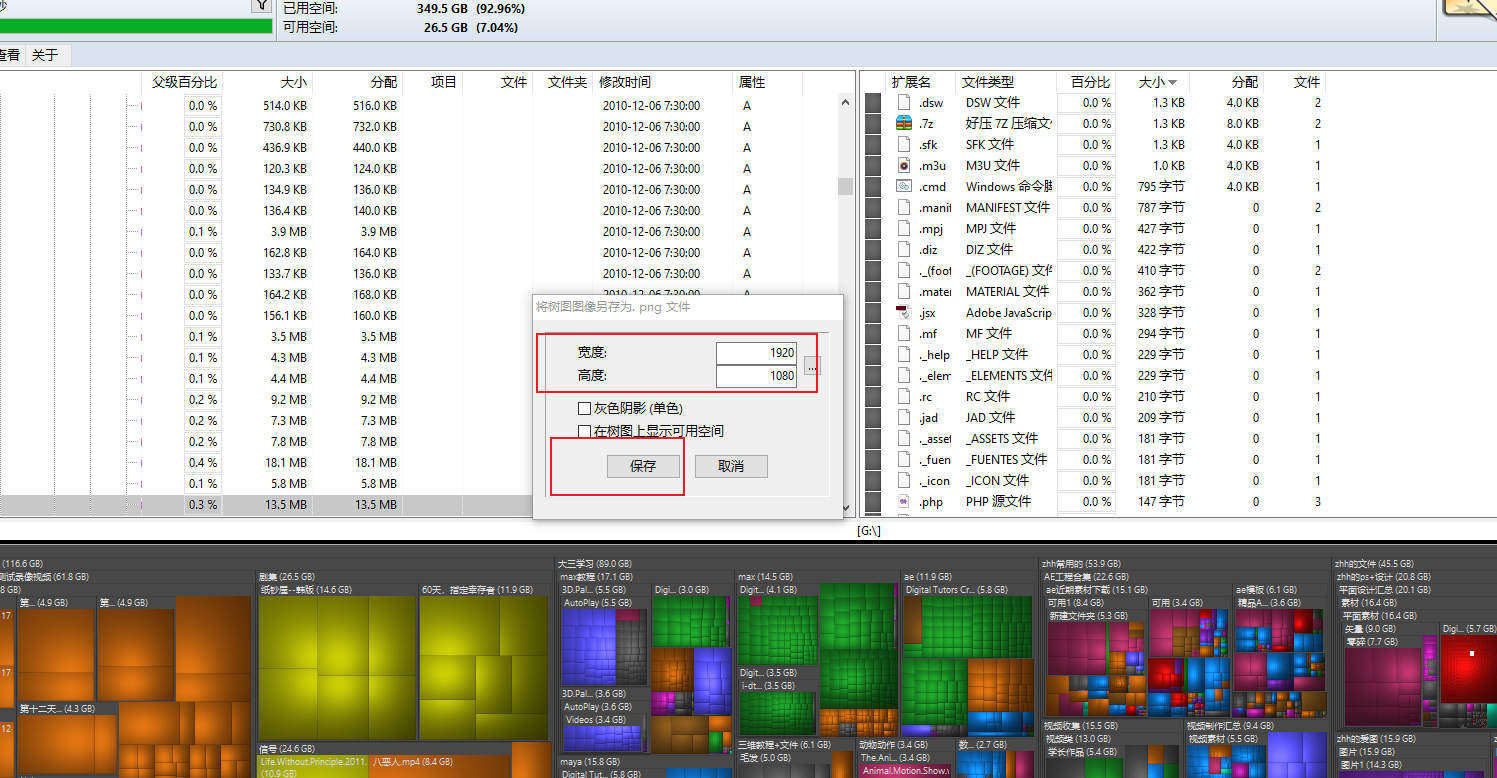 已用空间: 349.5 GB (92.96%)
可用空间: 26.5 GB (7.04%)
查看 关于
父级百分比 大小 分配 项目 文件 文件夹 修改时间 属性
0.0 % 514.0 KB 516.0 KB 2010-12-06 7:30:00 A
0.0 % 730.8 KB 732.0 KB 2010-12-06 7:30:00 A
0.0 % 436.9 KB 440.0 KB 2010-12-06 7:30:00 A
0.0 % 120.3 KB 124.0 KB 2010-12-06 7:30:00 A
0.0 % 134.9 KB 136.0 KB 2010-12-06 7:30:00 A
0.0 % 136.4 KB 140.0 KB 2010-12-06 7:30:00 A
0.1 % 3.9 MB 3.9 MB 2010-12-06 7:30:00 A
0.0 % 162.8 KB 164.0 KB 2010-12-06 7:30:00 A
0.0 % 133.7 KB 136.0 KB 2010-12-06 7:30:00 A
0.0 % 164.2 KB 168.0 KB 2010-12-06 7:30:00 A
0.0 % 156.1 KB 160.0 KB
0.1 % 3.5 MB 3.5 MB
0.1 % 4.3 MB 4.3 MB
0.1 % 4.4 MB 4.4 MB
0.2 % 9.2 MB 9.2 MB
0.2 % 7.3 MB 7.3 MB
0.2 % 7.8 MB 7.8 MB
0.4 % 18.1 MB 18.1 MB
0.1 % 5.8 MB 5.8 MB
0.3 % 13.5 MB 13.5 MB
将树图图像另存为. png 文件
宽度: 1920
高度: 1080
...
灰色阴影 (单色)
在树图上显示可用空间
保存 取消
扩展名 文件类型 百分比 大小 分配 文件
.dsw DSW 文件 0.0 % 1.3 KB 4.0 KB 2
.7z 好压 7Z 压缩文件 0.0 % 1.3 KB 8.0 KB 2
.sfk SFK 文件 0.0 % 1.3 KB 4.0 KB 1
.m3u M3U 文件 0.0 % 1.0 KB 4.0 KB 1
.cmd Windows 命令脚 0.0 % 795 字节 4.0 KB 1
.manif MANIFEST 文件 0.0 % 787 字节 0 2
.mpj MPJ 文件 0.0 % 427 字节 0 1
.diz DIZ 文件 0.0 % 422 字节 0 1
._(foot _(FOOTAGE) 文件 0.0 % 410 字节 0 2
.mater MATERIAL 文件 0.0 % 362 字节 0 1
.jsx Adobe JavaScrip 0.0 % 328 字节 0 1
.mf MF 文件 0.0 % 294 字节 0 1
._help _HELP 文件 0.0 % 229 字节 0 1
._elem _ELEMENTS 文件 0.0 % 229 字节 0 1
.rc RC 文件 0.0 % 210 字节 0 1
.jad JAD 文件 0.0 % 209 字节 0 1
._asset _ASSETS 文件 0.0 % 181 字节 0 1
._fuen _FUENTES 文件 0.0 % 181 字节 0 1
._icon _ICON 文件 0.0 % 181 字节 0 1
.php PHP 源文件 0.0 % 147 字节 0 3
[G:\]
(116.6 GB)
测试录像视频 (61.8 GB)
8 GB)
第... (4.9 GB)
第... (4.9 GB)
17
17
第十二天... (4.3 GB)
12
剧集 (26.5 GB)
纸钞屋--韩版 (14.6 GB)
60天，指定幸存者 (11.9 GB)
信号 (24.6 GB)
Life.Without.Principle.2011.
(10.9 GB)
八恶人.mp4 (8.4 GB)
大三学习 (89.0 GB)
max教程 (17.1 GB)
3D.Pal... (5.5 GB)
AutoPlay (5.5 GB)
Digi... (3.0 GB)
3D.Pal... (3.6 GB)
AutoPlay (3.6 GB)
Videos (3.4 GB)
maya (15.8 GB)
Digital Tut... (5.8 GB)
max (14.5 GB)
Digit... (4.1 GB)
Digit... (3.5 GB)
i-dt... (3.5 GB)
三维教程+文件 (6.1 GB)
毛发 (5.0 GB)
ae (11.9 GB)
Digital Tutors Cr... (5.8 GB)
动物动作 (3.4 GB)
The.Ani... (3.4 GB)
Animal.Motion.Show.v
数... (2.7 GB)
zhh常用的 (53.9 GB)
AE工程合集 (22.6 GB)
ae近期素材下载 (15.1 GB)
可用1 (8.4 GB)
新建文件夹 (5.3 GB)
可用 (3.4 GB)
ae模板 (6.1 GB)
精品A... (3.6 GB)
视频收集 (15.5 GB)
视频类 (13.0 GB)
学长作品 (5.4 GB)
视频制作汇总 (9.4 GB)
视频素材 (5.5 GB)
zhh的文件 (45.5 GB)
zhh的ps+设计 (20.8 GB)
平面设计汇总 (20.1 GB)
素材 (16.4 GB)
平面素材 (16.4 GB)
矢量 (9.0 GB)
零碎 (7.7 GB)
Digi... (5.7 GB)
zhh的爱图 (15.9 GB)
图片 (15.9 GB)
图片1 (14.3 GB)